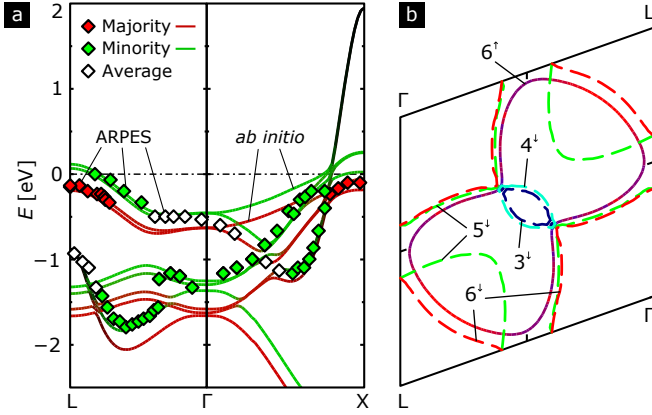 a
Majority
Minority
Average
ARPES
ab initio
E [eV]
2
1
0
−1
−2
L
Γ
X
b
L
Γ
6↑
4↓
5↓
3↓
6↓
Γ
L